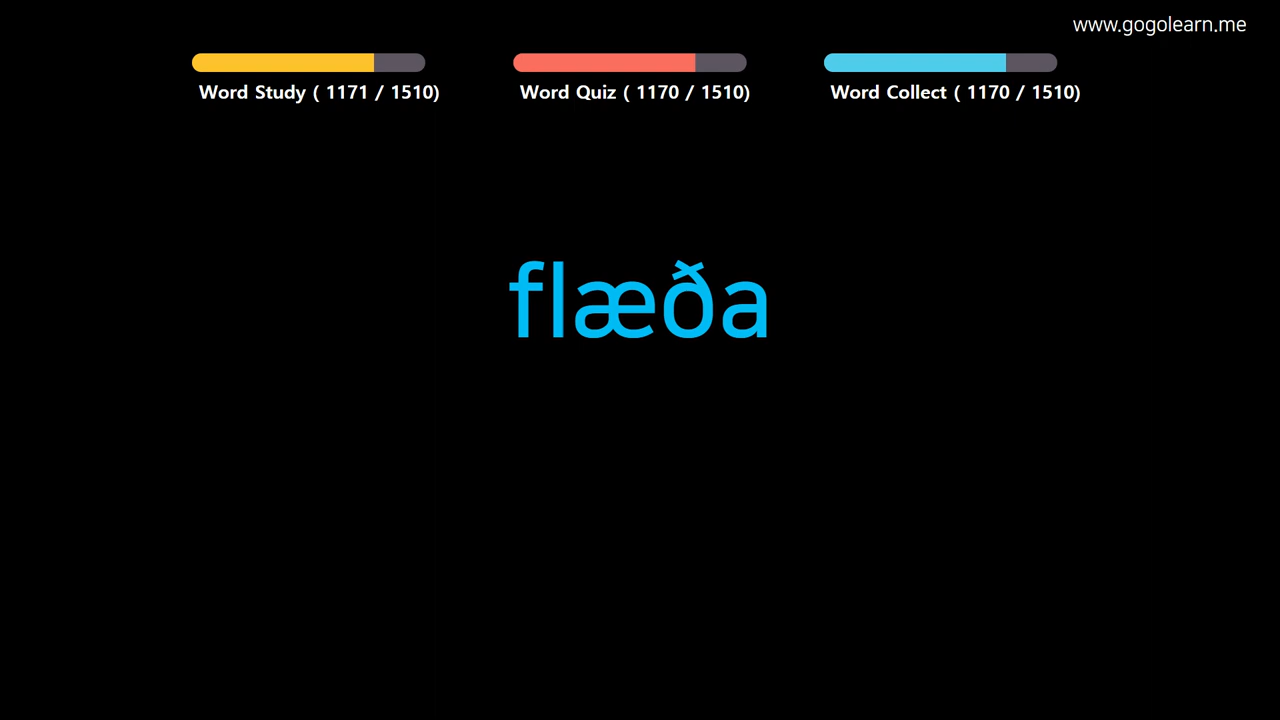 www.gogolearn.me
Word Study ( 1171 / 1510)
Word Quiz ( 1170 / 1510)
Word Collect ( 1170 / 1510)
flæða